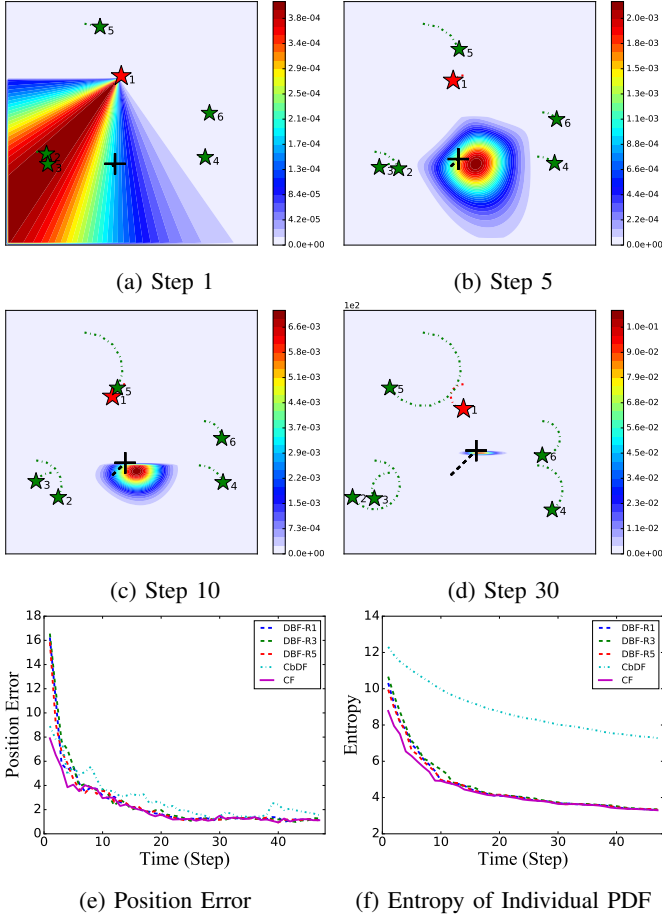 5
1
6
2
3
4
3.8e-04
3.4e-04
2.9e-04
2.5e-04
2.1e-04
1.7e-04
1.3e-04
8.4e-05
4.2e-05
0.0e+00
(a) Step 1
5
1
6
4
3
2
2.0e-03
1.8e-03
1.5e-03
1.3e-03
1.0e-03
7.7e-04
5.1e-04
2.6e-04
0.0e+00
(b) Step 5
5
1
6
3
2
4
6.6e-03
5.9e-03
5.1e-03
4.4e-03
3.7e-03
2.9e-03
2.2e-03
1.5e-03
7.3e-04
0.0e+00
(c) Step 10
1e2
5
1
6
2
3
4
1.0e-01
9.1e-02
7.8e-02
6.5e-02
5.2e-02
3.9e-02
2.6e-02
1.3e-02
0.0e+00
(d) Step 30
18
16
14
12
10
8
6
4
2
0
Position Error
DBF-R1
DBF-R3
DBF-R5
CbDF
CF
0 10 20 30 40
Time (Step)
(e) Position Error
14
12
10
8
6
4
2
Entropy
DBF-R1
DBF-R3
DBF-R5
CbDF
CF
0 10 20 30 40
Time (Step)
(f) Entropy of Individual PDF